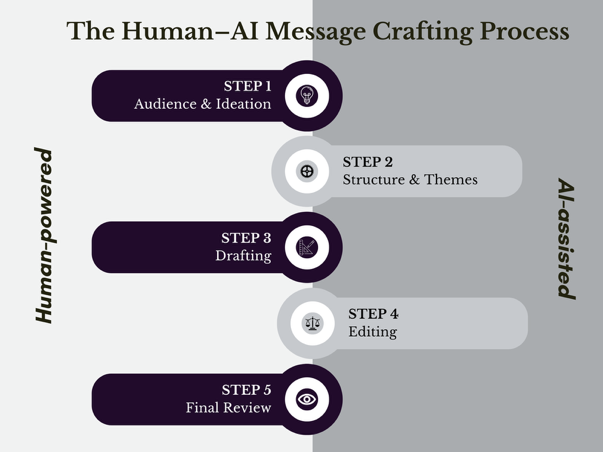 The Human–AI Message Crafting Process
STEP 1
Audience & Ideation
STEP 2
Structure & Themes
Human-powered
AI-assisted
STEP 3
Drafting
STEP 4
Editing
STEP 5
Final Review